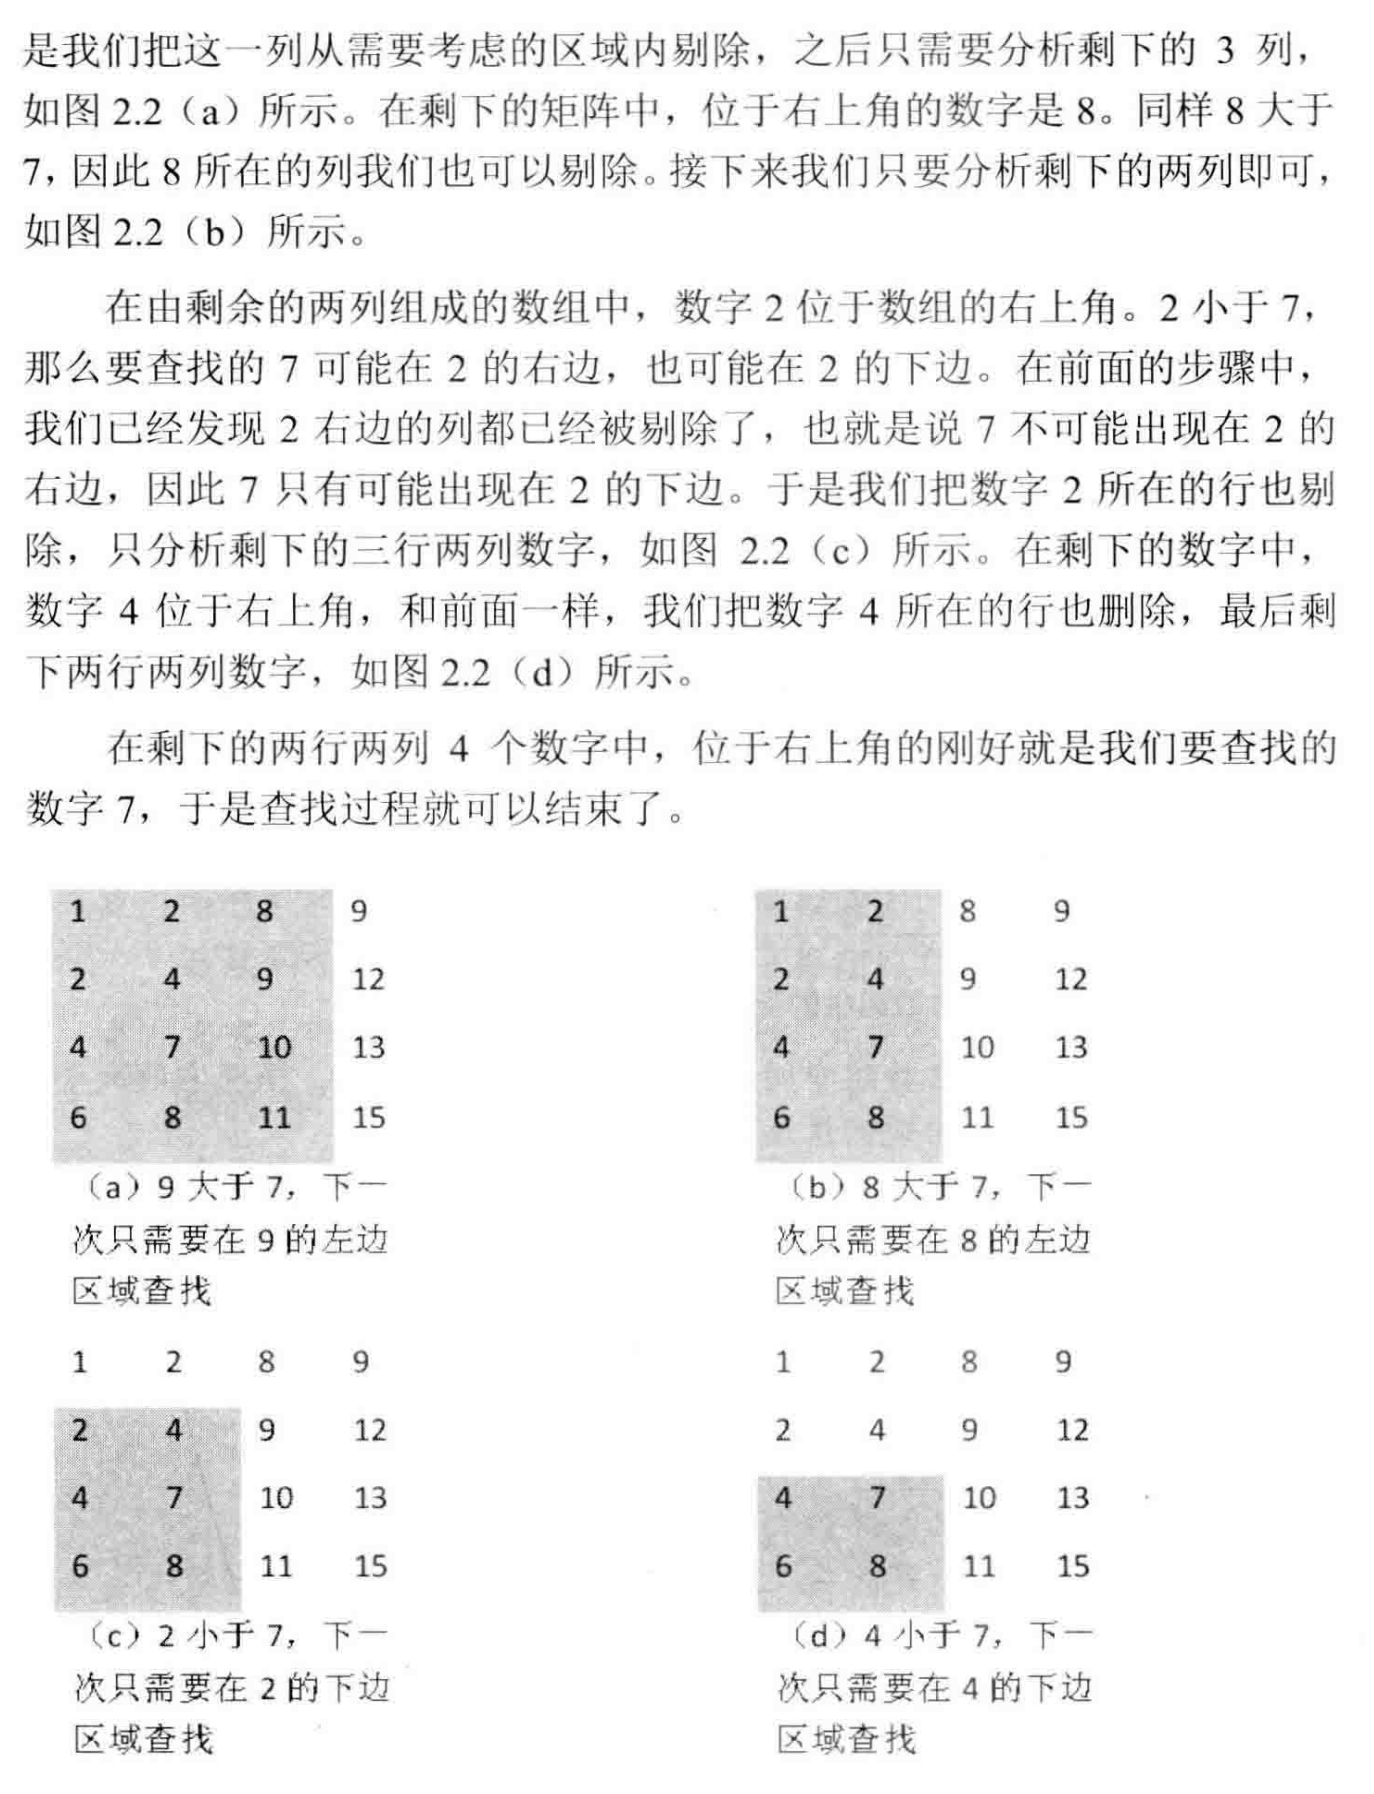 是我们把这一列从需要考虑的区域内剔除，之后只需要分析剩下的 3 列，
如图 2.2（a）所示。在剩下的矩阵中，位于右上角的数字是 8。同样 8 大于
7，因此 8 所在的列我们也可以剔除。接下来我们只要分析剩下的两列即可，
如图 2.2（b）所示。
在由剩余的两列组成的数组中，数字 2 位于数组的右上角。2 小于 7，
那么要查找的 7 可能在 2 的右边，也可能在 2 的下边。在前面的步骤中，
我们已经发现 2 右边的列都已经被剔除了，也就是说 7 不可能出现在 2 的
右边，因此 7 只有可能出现在 2 的下边。于是我们把数字 2 所在的行也剔
除，只分析剩下的三行两列数字，如图 2.2（c）所示。在剩下的数字中，
数字 4 位于右上角，和前面一样，我们把数字 4 所在的行也删除，最后剩
下两行两列数字，如图 2.2（d）所示。
在剩下的两行两列 4 个数字中，位于右上角的刚好就是我们要查找的
数字 7，于是查找过程就可以结束了。
1 2 8 9
2 4 9 12
4 7 10 13
6 8 11 15
（a）9 大于 7，下一
次只需要在 9 的左边
区域查找
1 2 8 9
2 4 9 12
4 7 10 13
6 8 11 15
（b）8 大于 7，下一
次只需要在 8 的左边
区域查找
1 2 8 9
2 4 9 12
4 7 10 13
6 8 11 15
（c）2 小于 7，下一
次只需要在 2 的下边
区域查找
1 2 8 9
2 4 9 12
4 7 10 13
6 8 11 15
（d）4 小于 7，下一
次只需要在 4 的下边
区域查找